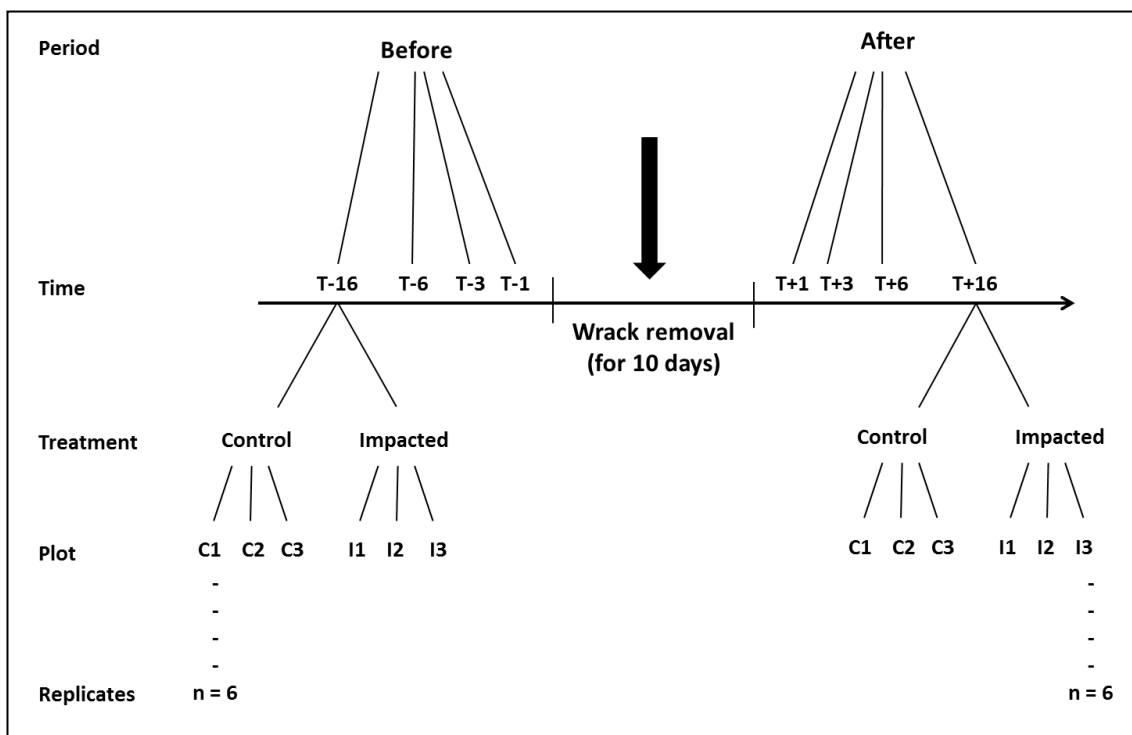 Period
Before
After
Time
T-16 T-6 T-3 T-1
T+1 T+3 T+6 T+16
Wrack removal
(for 10 days)
Treatment
Control Impacted
Control Impacted
Plot
C1 C2 C3 I1 I2 I3
C1 C2 C3 I1 I2 I3
- -
- -
- -
- -
Replicates
n = 6
n = 6